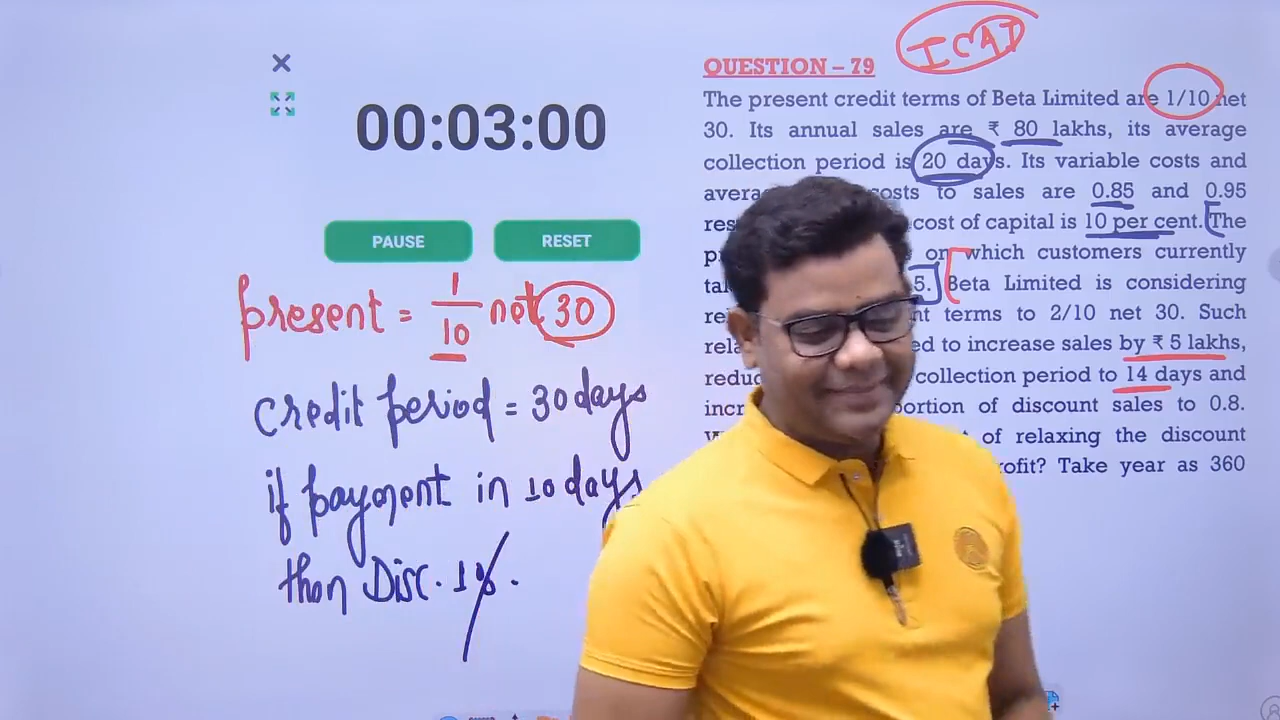 ICAI
00:03:00
PAUSE
RESET
present = 1/10 net 30
credit period = 30 days
if payment in 10 days
then Disc. 1%.
QUESTION – 79
The present credit terms of Beta Limited are 1/10 net
30. Its annual sales are ₹ 80 lakhs, its average
collection period is 20 days. Its variable costs and
costs to sales are 0.85 and 0.95
cost of capital is 10 per cent. The
on which customers currently
5. Beta Limited is considering
terms to 2/10 net 30. Such
to increase sales by ₹ 5 lakhs,
collection period to 14 days and
of discount sales to 0.8.
of relaxing the discount
Take year as 360